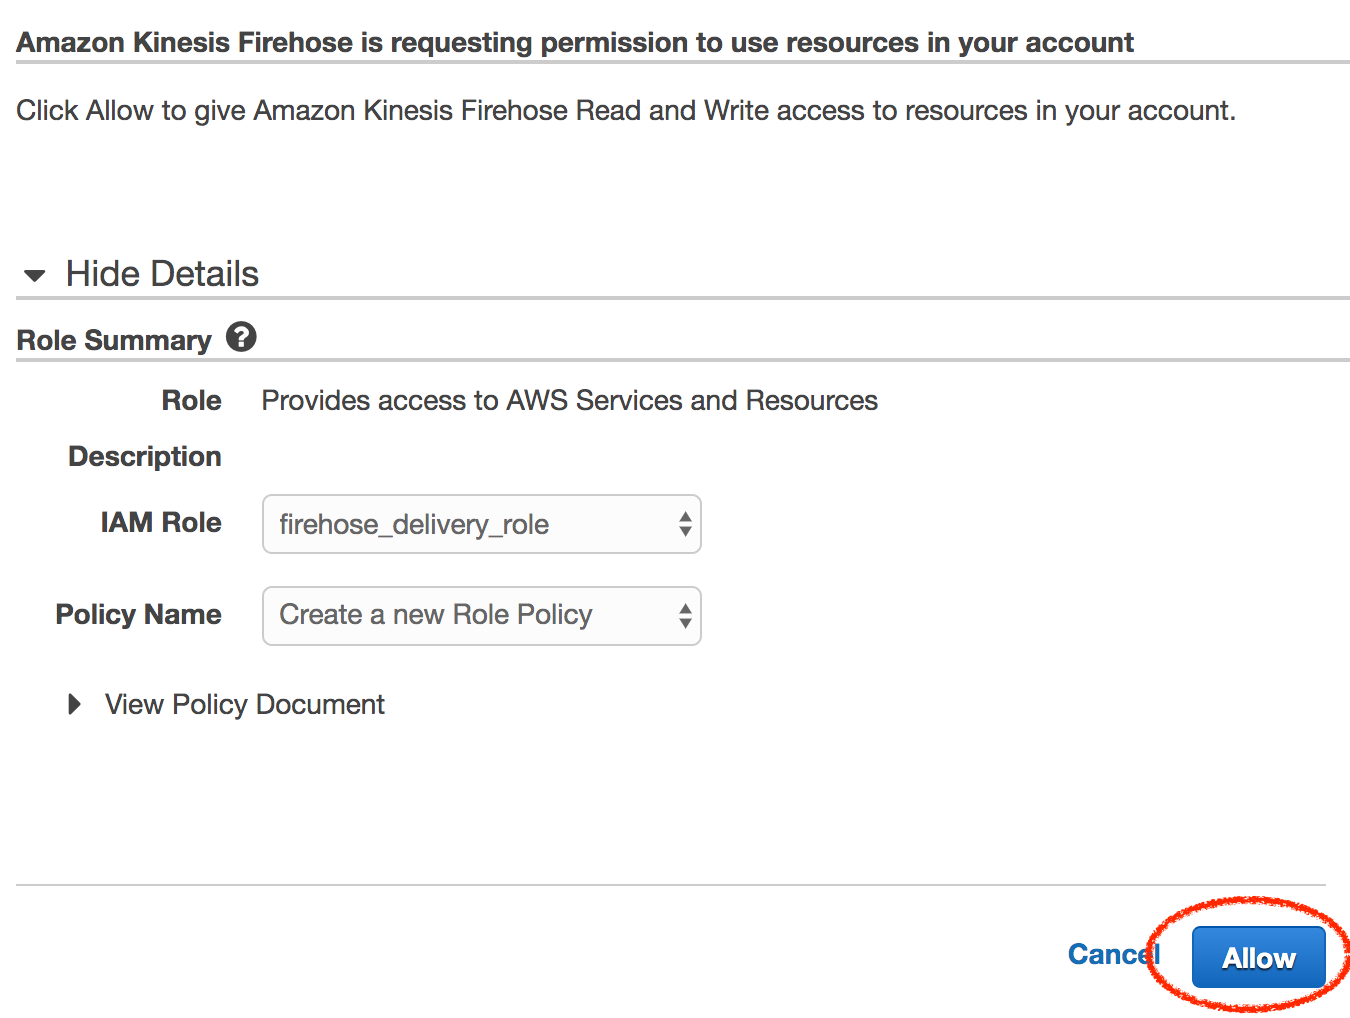 Amazon Kinesis Firehose is requesting permission to use resources in your account
Click Allow to give Amazon Kinesis Firehose Read and Write access to resources in your account.
Hide Details
Role Summary ?
Role Provides access to AWS Services and Resources
Description
IAM Role firehose_delivery_role
Policy Name Create a new Role Policy
View Policy Document
Cancel Allow